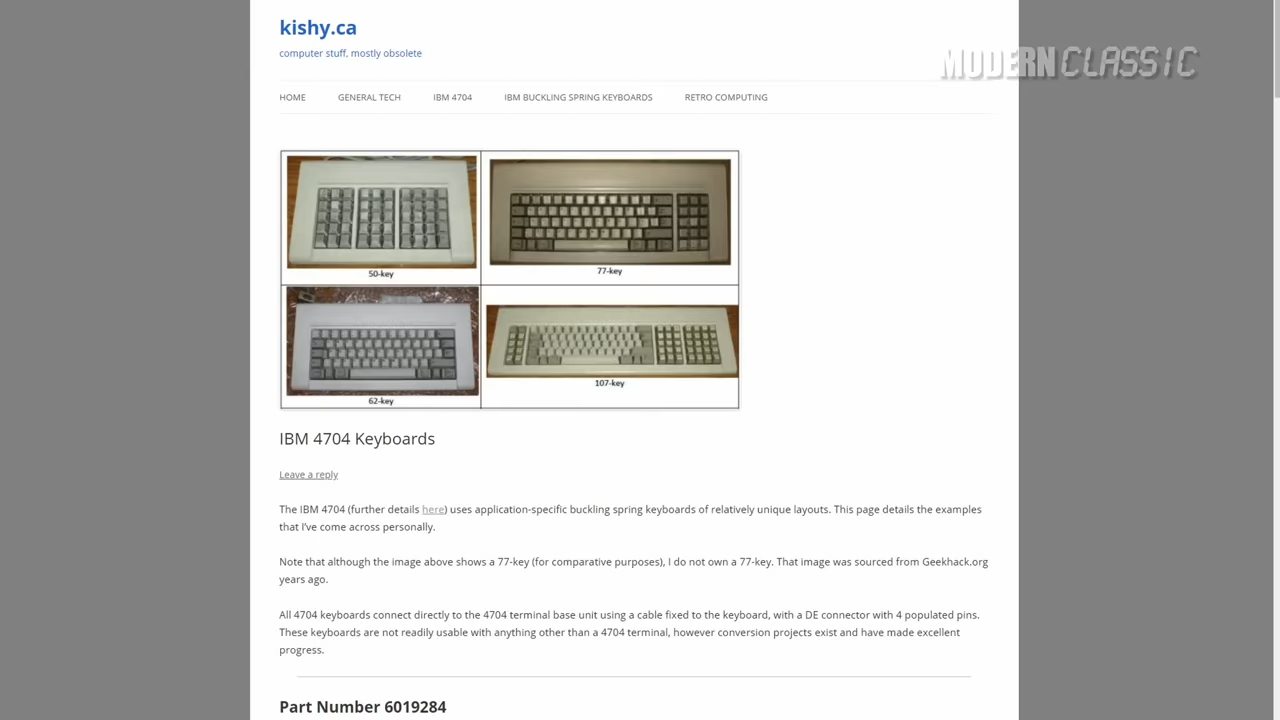 kishy.ca
computer stuff, mostly obsolete
MODERN CLASSIC
HOME GENERAL TECH IBM 4704 IBM BUCKLING SPRING KEYBOARDS RETRO COMPUTING
50-key
77-key
62-key
107-key
IBM 4704 Keyboards
Leave a reply
The IBM 4704 (further details here) uses application-specific buckling spring keyboards of relatively unique layouts. This page details the examples
that I've come across personally.
Note that although the image above shows a 77-key (for comparative purposes), I do not own a 77-key. That image was sourced from Geekhack.org
years ago.
All 4704 keyboards connect directly to the 4704 terminal base unit using a cable fixed to the keyboard, with a DE connector with 4 populated pins.
These keyboards are not readily usable with anything other than a 4704 terminal, however conversion projects exist and have made excellent
progress.
Part Number 6019284